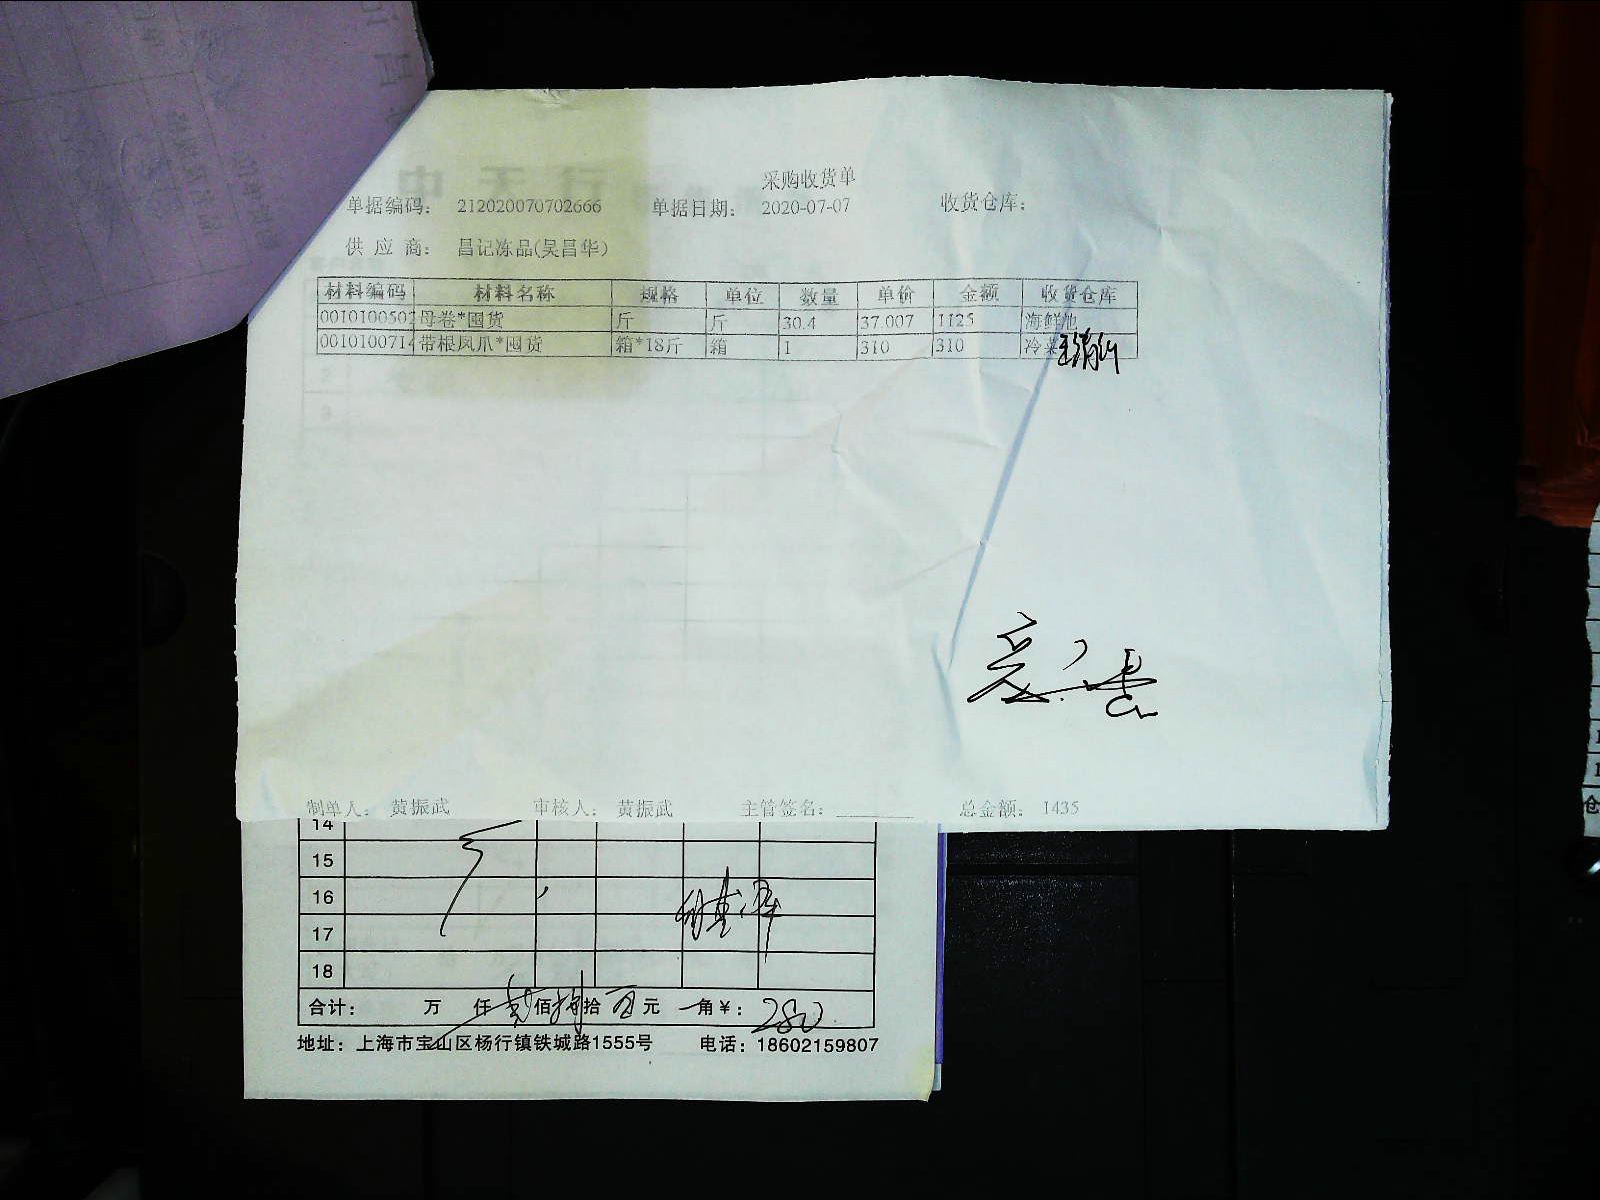 采购收货单
单据编码： 212020070702666 单据日期： 2020-07-07 收货仓库：
供 应 商： 昌记冻品(吴昌华)
材料编码 材料名称 规格 单位 数量 单价 金额 收货仓库
0010100502 母卷*囤货 斤 斤 30.4 37.007 1125 海鲜池
0010100714 带根凤爪*囤货 箱*18斤 箱 1 310 310 冷菜
制单人： 黄振武 审核人： 黄振武 主管签名： 总金额： 1435
14
15
16
17
18
合计： 万 仟 佰 拾 元 角￥： 280
地址：上海市宝山区杨行镇铁城路1555号 电话：18602159807